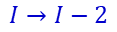 I → I − 2